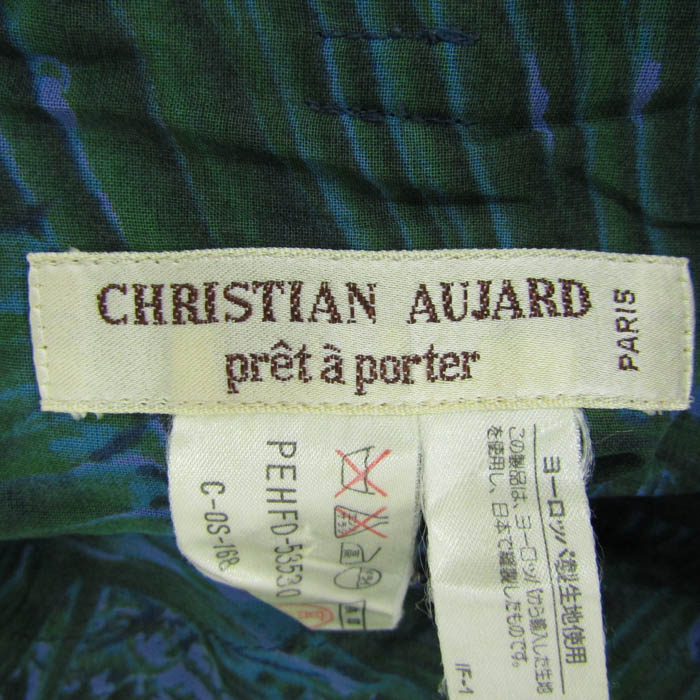 CHRISTIAN AUJARD
prêt à porter
PARIS
PEHF0-53530
C-OS-168
ヨーロッパ製生地使用
この製品は、ヨーロッパから輸入した生地
を使用し、日本で縫製したものです。
IF-1